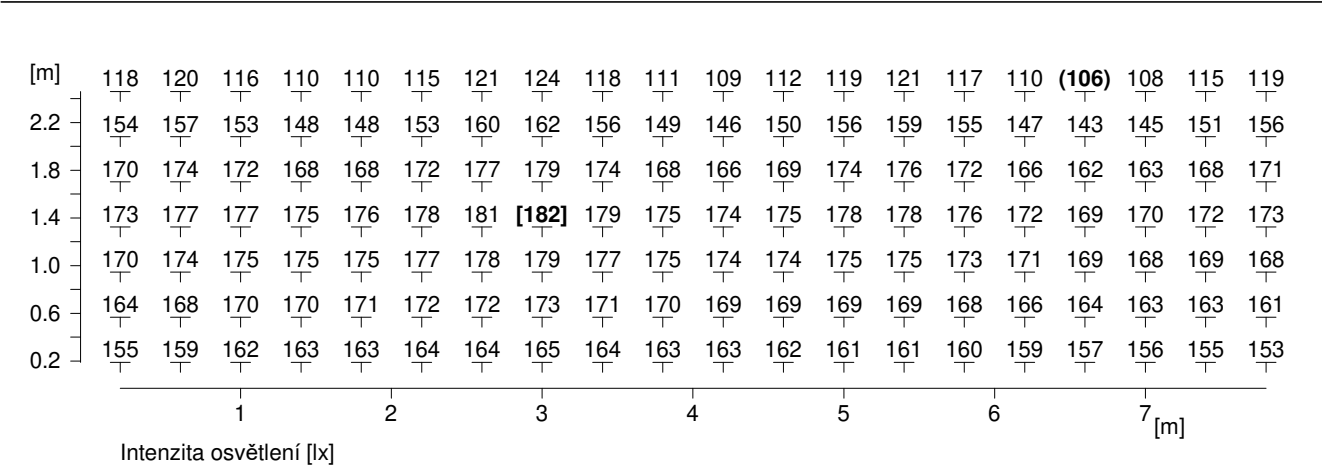 [m] 118 120 116 110 110 115 121 124 118 111 109 112 119 121 117 110 (106) 108 115 119
2.2 154 157 153 148 148 153 160 162 156 149 146 150 156 159 155 147 143 145 151 156
1.8 170 174 172 168 168 172 177 179 174 168 166 169 174 176 172 166 162 163 168 171
1.4 173 177 177 175 176 178 181 [182] 179 175 174 175 178 178 176 172 169 170 172 173
1.0 170 174 175 175 175 177 178 179 177 175 174 174 175 175 173 171 169 168 169 168
0.6 164 168 170 170 171 172 172 173 171 170 169 169 169 169 168 166 164 163 163 161
0.2 155 159 162 163 163 164 164 165 164 163 163 162 161 161 160 159 157 156 155 153
1 2 3 4 5 6 7 [m]
Intenzita osvětlení [lx]